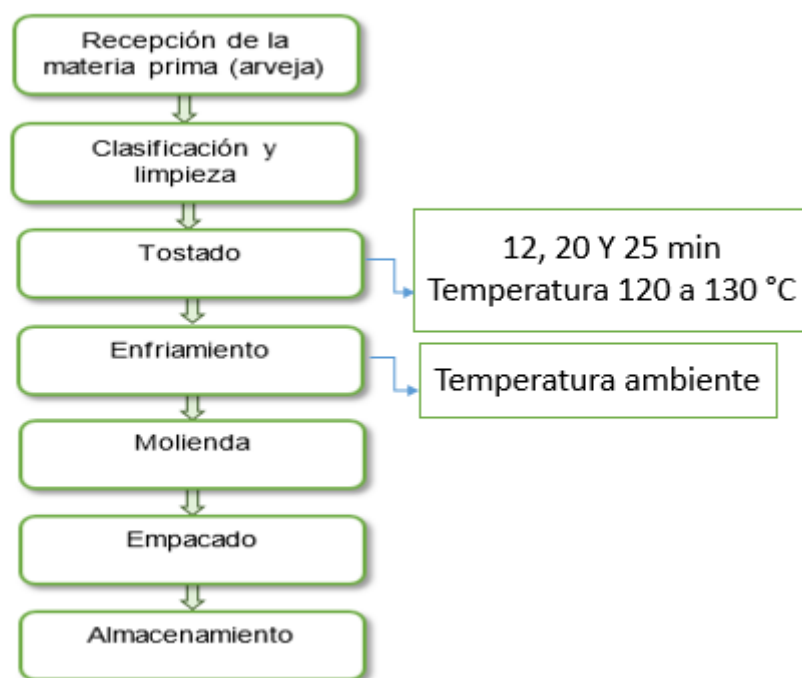 Recepción de la
materia prima (arveja)
Clasificación y
limpieza
Tostado
12, 20 Y 25 min
Temperatura 120 a 130 °C
Enfriamiento
Temperatura ambiente
Molienda
Empacado
Almacenamiento